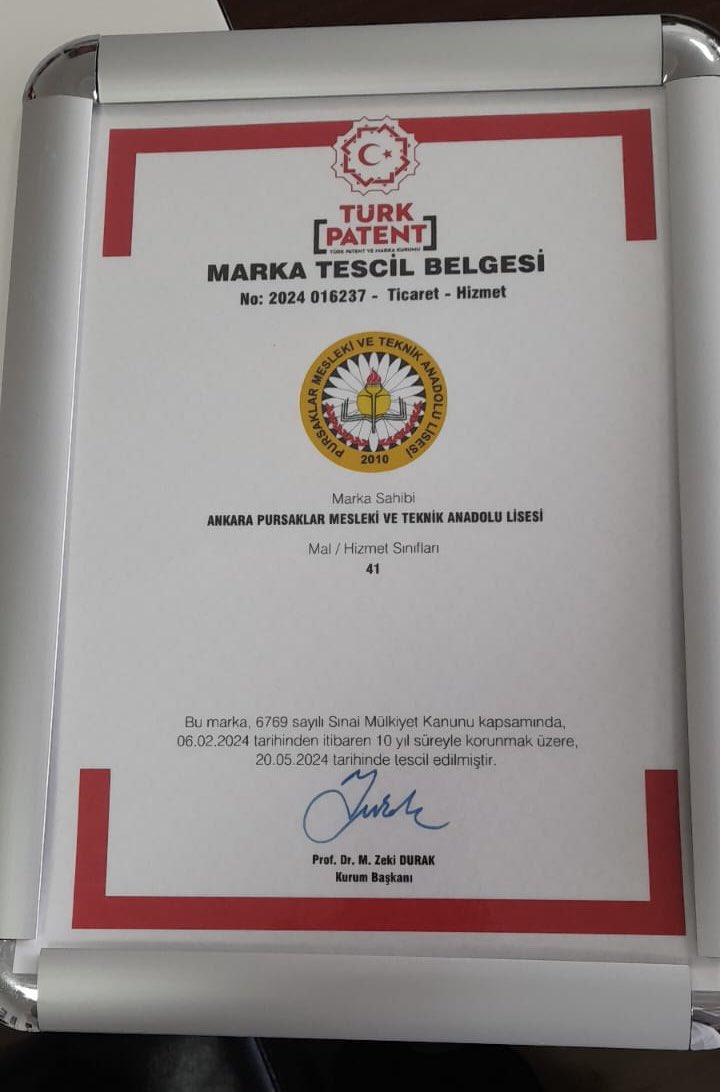 TÜRK
PATENT
TÜRK PATENT VE MARKA KURUMU
MARKA TESCİL BELGESİ
No: 2024 016237 - Ticaret - Hizmet
PURSAKLAR MESLEKİ VE TEKNİK ANADOLU LİSESİ
2010
Marka Sahibi
ANKARA PURSAKLAR MESLEKİ VE TEKNİK ANADOLU LİSESİ
Mal / Hizmet Sınıfları
41
Bu marka, 6769 sayılı Sınai Mülkiyet Kanunu kapsamında,
06.02.2024 tarihinden itibaren 10 yıl süreyle korunmak üzere,
20.05.2024 tarihinde tescil edilmiştir.
Prof. Dr. M. Zeki DURAK
Kurum Başkanı